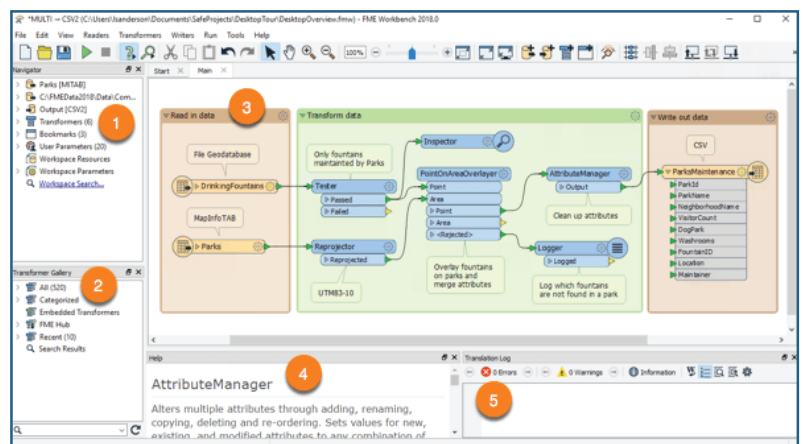 *MULTI → CSV2 (C:\Users\lsanderson\Documents\SafeProjects\DesktopTour\DesktopOverview.fmw) - FME Workbench 2018.0
File Edit View Readers Transformers Writers Run Tools Help
100%
Navigator
Parks [MITAB]
C:\FMEData2018\Data\Com...
Output [CSV2]
Transformers (6)
Bookmarks (3)
User Parameters (20)
Workspace Resources
Workspace Parameters
Workspace Search...
1
Transformer Gallery
All (520)
Categorized
Embedded Transformers
FME Hub
Recent (10)
Search Results
2
Start
Main
3
Read in data
File Geodatabase
DrinkingFountains
MapInfoTAB
Parks
Transform data
Only fountains
maintainted by Parks
Tester
Passed
Failed
Reprojector
Reprojected
UTM83-10
Inspector
PointOnAreaOverlayer
Point
Area
Point
Area
<Rejected>
Overlay fountains
on parks and
merge attributes
AttributeManager
Output
Clean up attributes
Logger
Logged
Log which fountains
are not found in a park
Write out data
CSV
ParksMaintenance
ParkId
ParkName
NeighborhoodName
VisitorCount
DogPark
Washrooms
FountainID
Location
Maintainer
Help
4
AttributeManager
Alters multiple attributes through adding, renaming,
copying, deleting and re-ordering. Sets values for new,
existing, and modified attributes to any combination of
Translation Log
0 Errors
0 Warnings
Information
5